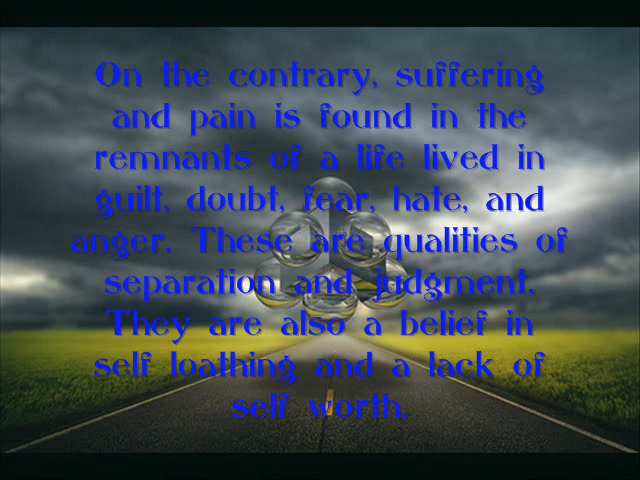 On the contrary, suffering
and pain is found in the
remnants of a life lived in
guilt, doubt, fear, hate, and
anger. These are qualities of
separation and judgment.
They are also a belief in
self loathing and a lack of
self worth.